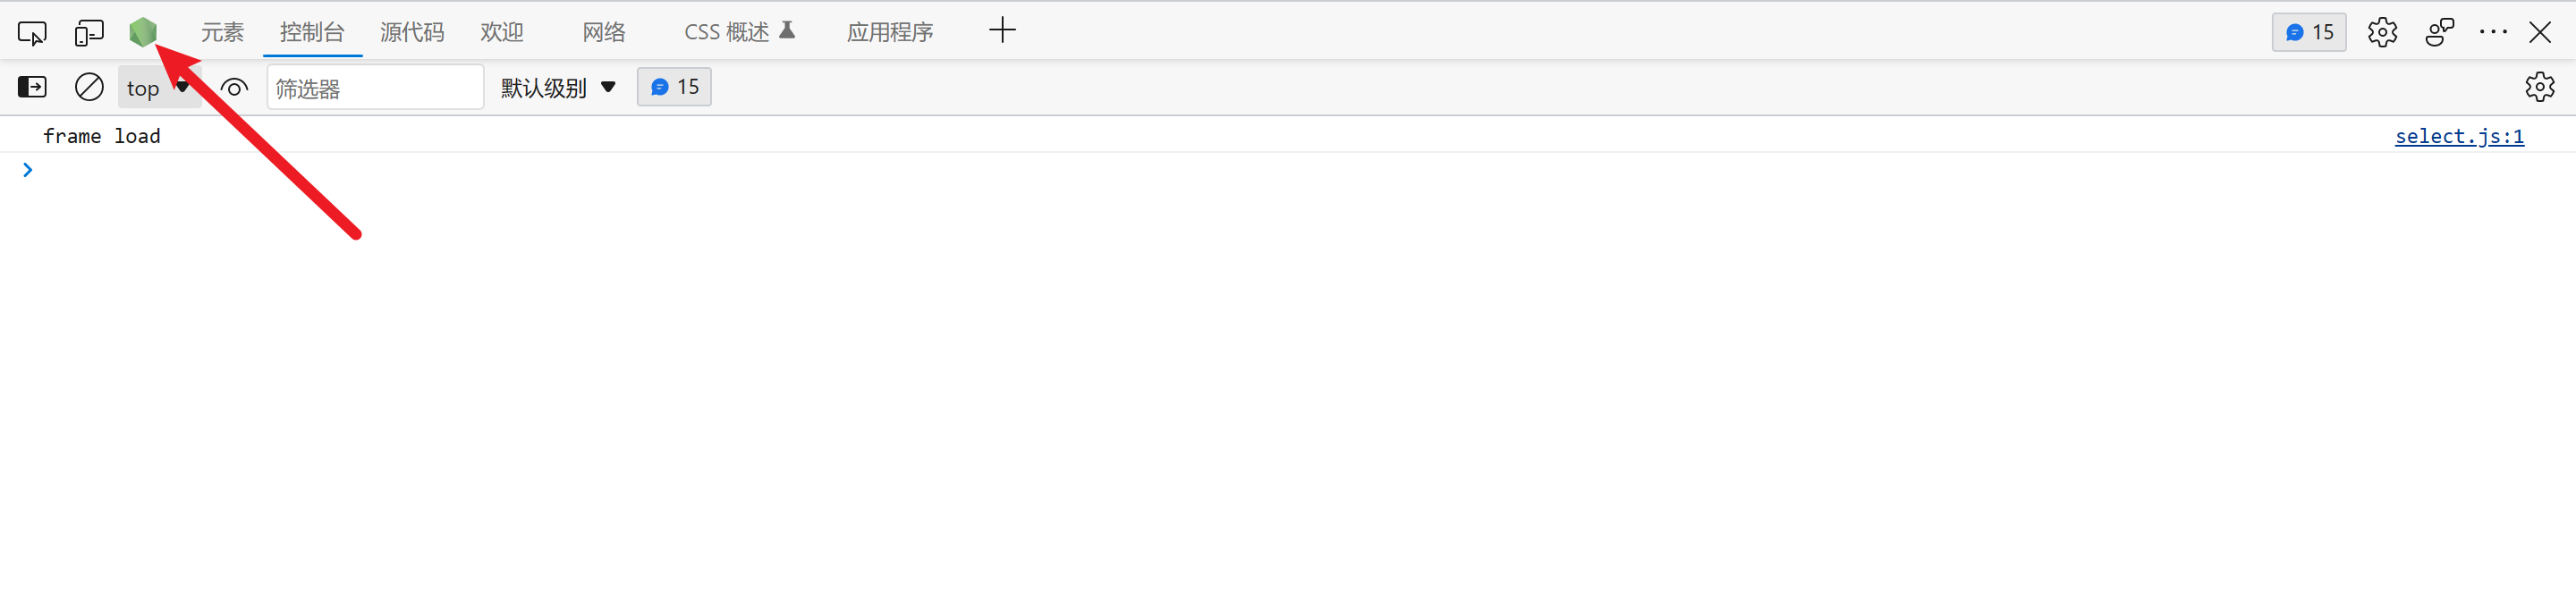 元素 控制台 源代码 欢迎 网络 CSS 概述 应用程序 15
top 筛选器 默认级别 15
frame load select.js:1